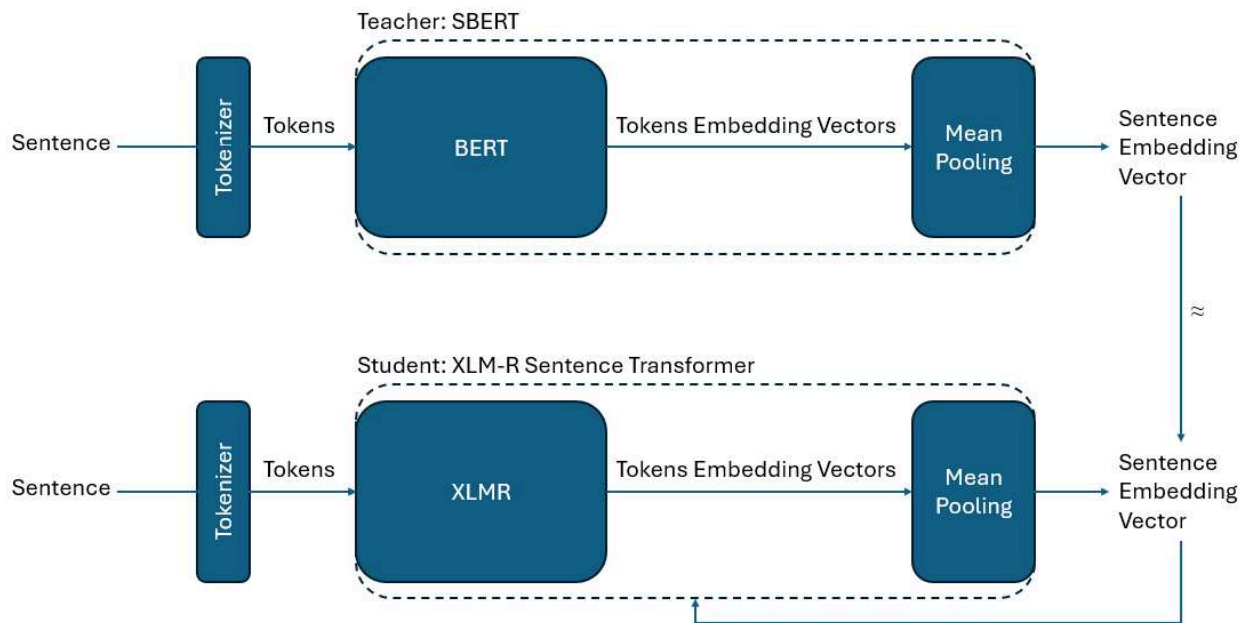 Teacher: SBERT
Sentence
Tokenizer
Tokens
BERT
Tokens Embedding Vectors
Mean
Pooling
Sentence
Embedding
Vector
≈
Student: XLM-R Sentence Transformer
Sentence
Tokenizer
Tokens
XLMR
Tokens Embedding Vectors
Mean
Pooling
Sentence
Embedding
Vector